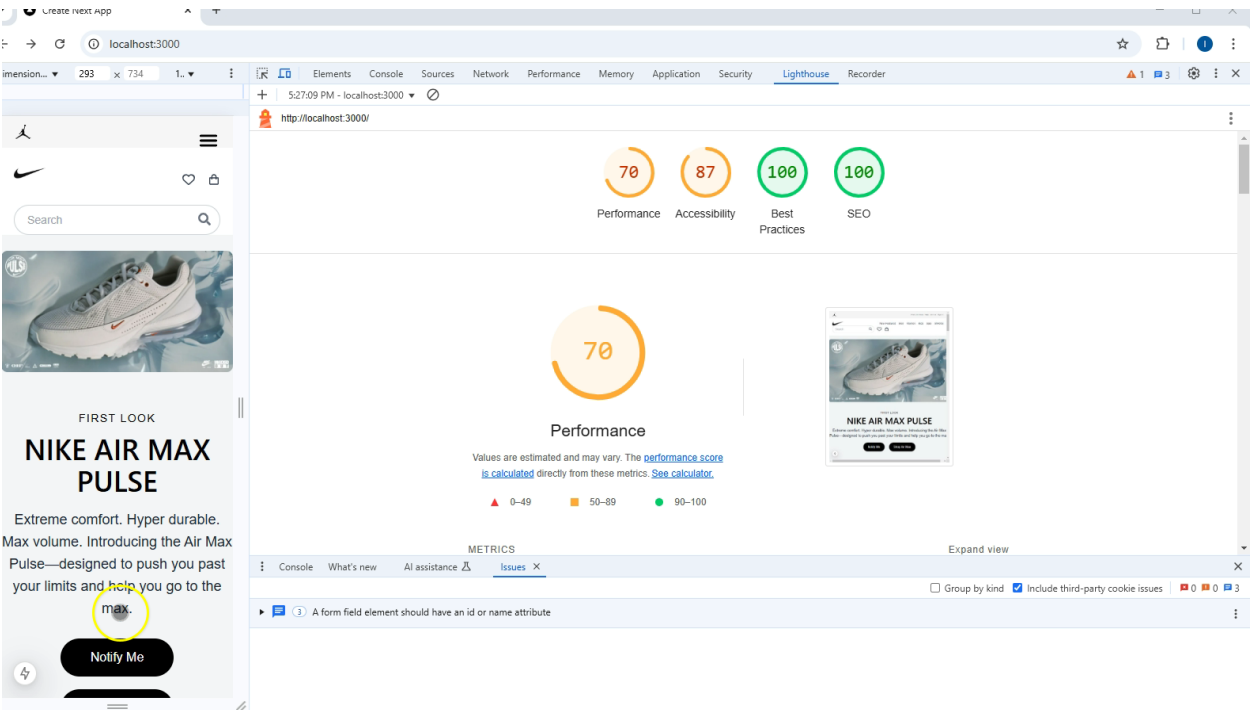 Create Next App
localhost:3000
293 × 734 1..
Elements Console Sources Network Performance Memory Application Security Lighthouse Recorder
1 3
5:27:09 PM - localhost:3000
http://localhost:3000/
70 87 100 100
Performance Accessibility Best Practices SEO
Search
70
Performance
Values are estimated and may vary. The performance score
is calculated directly from these metrics. See calculator.
0–49 50–89 90–100
METRICS Expand view
FIRST LOOK
NIKE AIR MAX
PULSE
Extreme comfort. Hyper durable.
Max volume. Introducing the Air Max
Pulse—designed to push you past
your limits and help you go to the
max.
Notify Me
NIKE AIR MAX PULSE
Console What's new AI assistance Issues
Group by kind Include third-party cookie issues 0 0 3
3 A form field element should have an id or name attribute